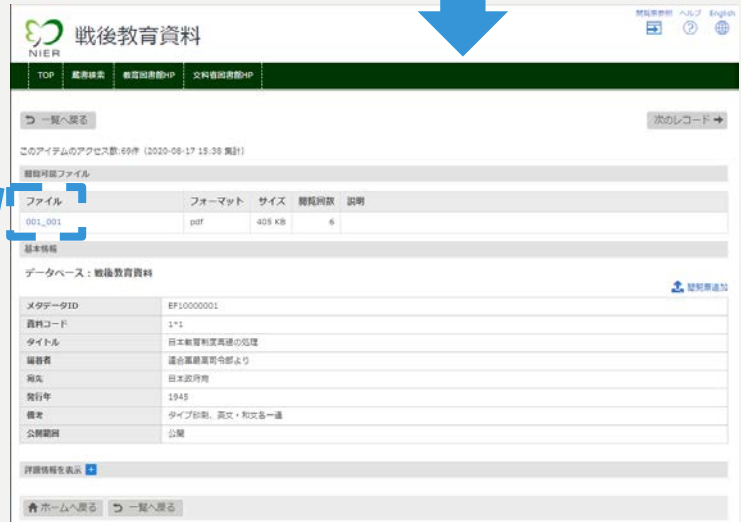 閲覧票参照 ヘルプ English
NIER
戦後教育資料
TOP 蔵書検索 教育図書館HP 文科省図書館HP
一覧へ戻る
次のレコード
このアイテムのアクセス数:69件 (2020-08-17 15:38 集計)
閲覧可能ファイル
ファイル フォーマット サイズ 閲覧回数 説明
001_001 pdf 405 KB 6
基本情報
データベース:戦後教育資料
閲覧票追加
メタデータID EF10000001
資料コード 1*1
タイトル 日本教育制度再建の処理
編著者 連合軍最高司令部より
宛先 日本政府宛
発行年 1945
備考 タイプ印刷、英文・和文各一通
公開範囲 公開
詳細情報を表示
ホームへ戻る 一覧へ戻る